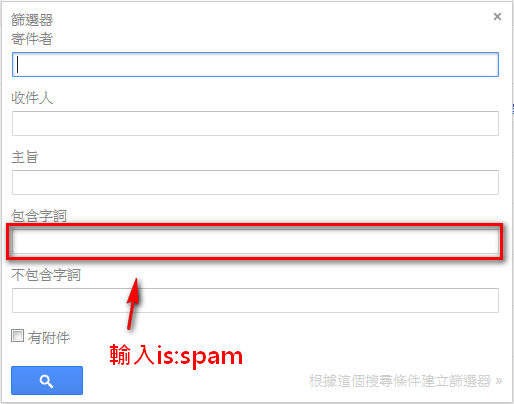 篩選器
寄件者
收件人
主旨
包含字詞
不包含字詞
有附件
輸入is:spam
根據這個搜尋條件建立篩選器 »